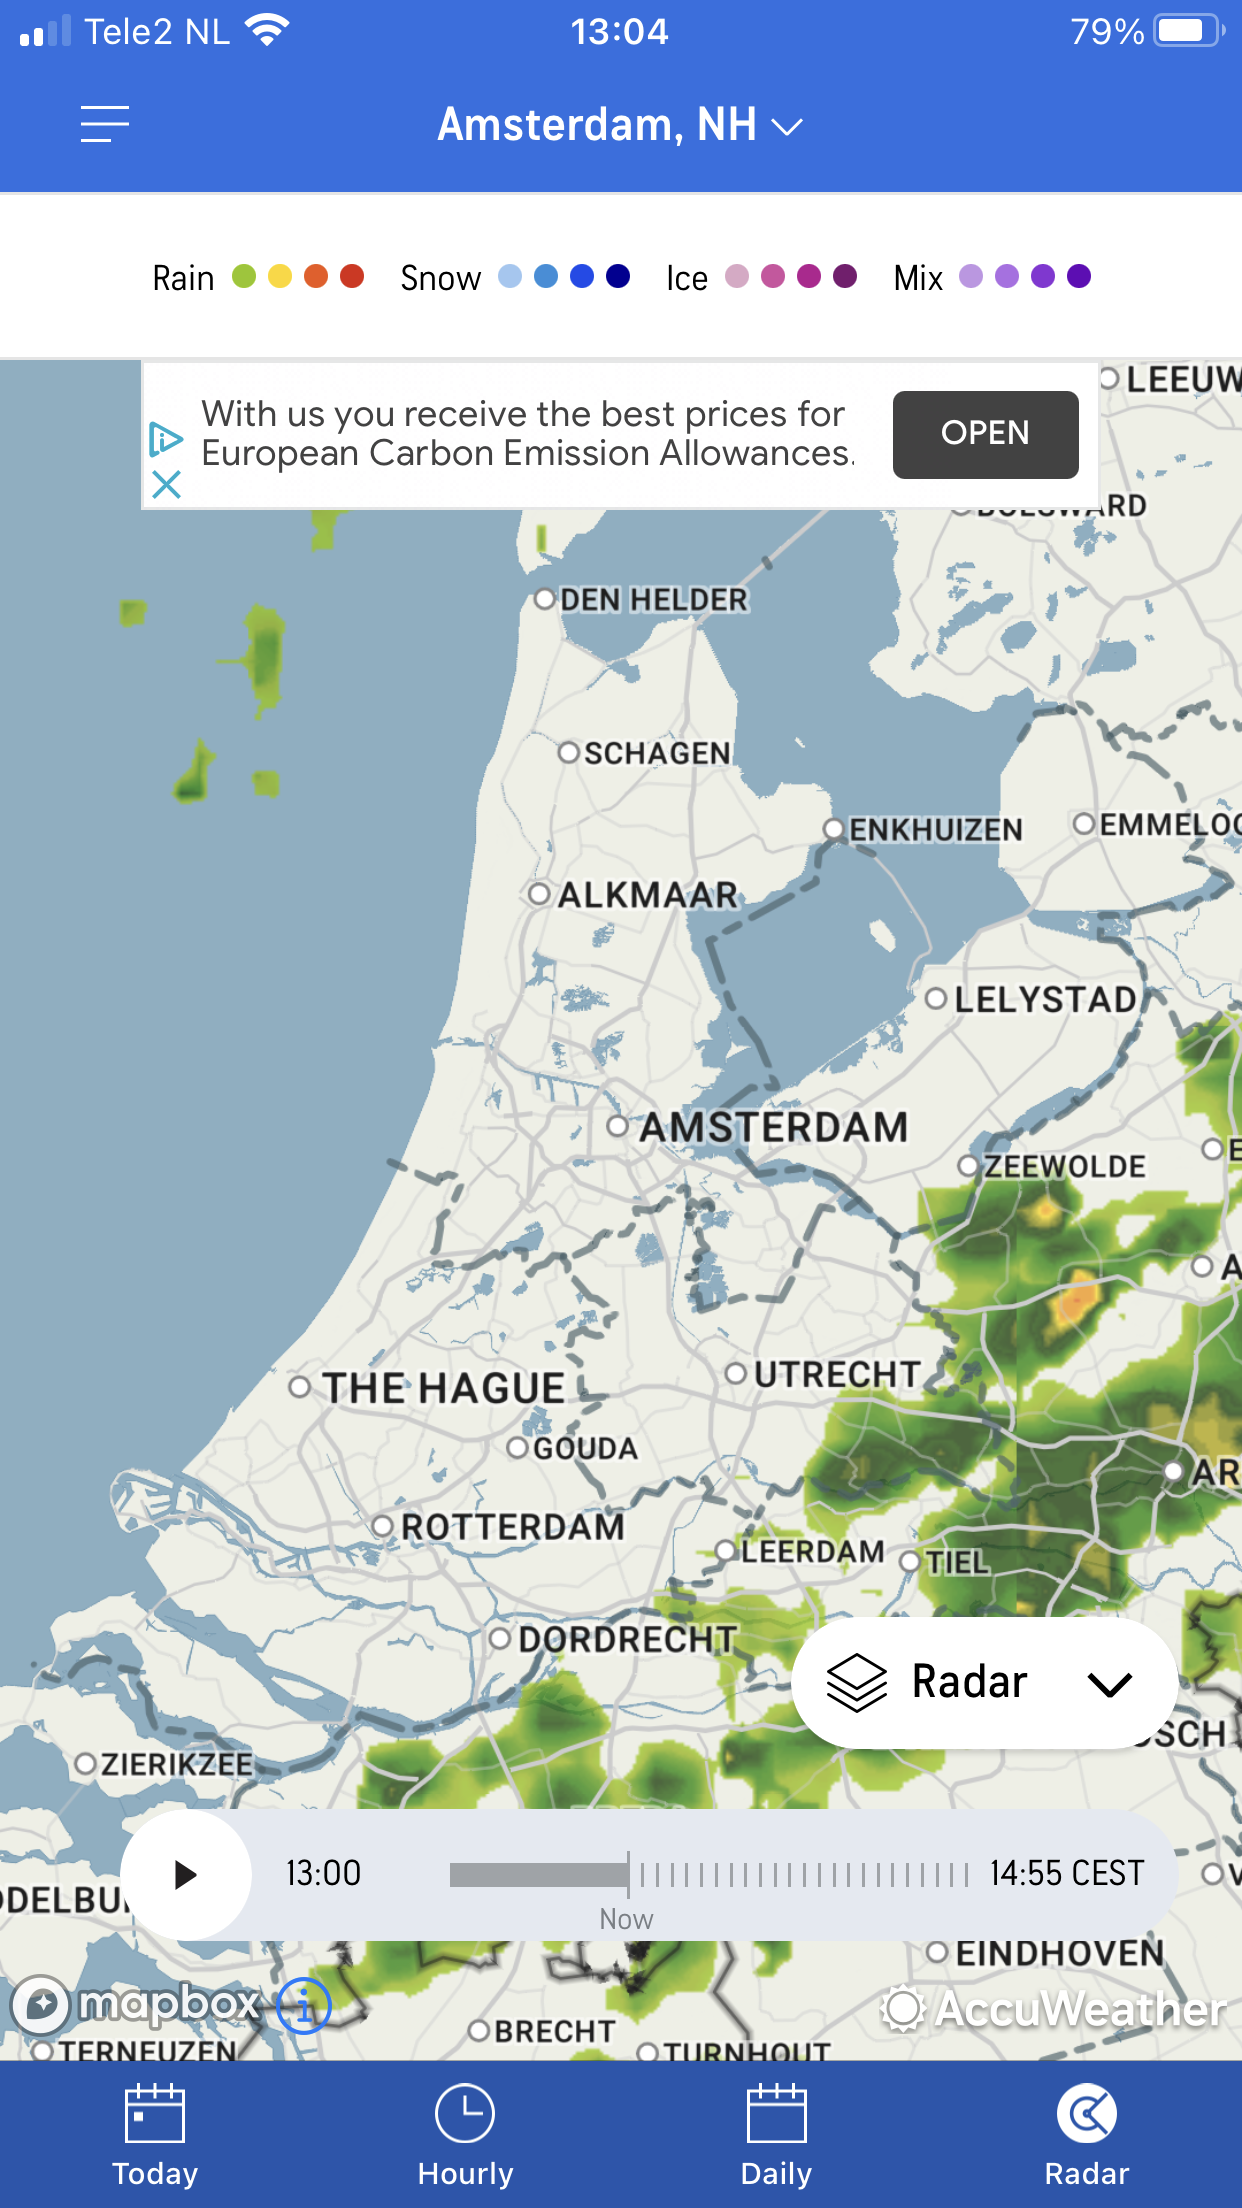 Tele2 NL
13:04
79%
Amsterdam, NH
Rain
Snow
Ice
Mix
With us you receive the best prices for
European Carbon Emission Allowances.
OPEN
LEEUW
DEN HELDER
SCHAGEN
ENKHUIZEN
EMMELOO
ALKMAAR
LELYSTAD
AMSTERDAM
ZEEWOLDE
E
A
UTRECHT
THE HAGUE
GOUDA
AR
ROTTERDAM
LEERDAM
TIEL
DORDRECHT
Radar
SCH
ZIERIKZEE
13:00
14:55 CEST
Now
DDELBU
V
EINDHOVEN
mapbox
i
AccuWeather
BRECHT
TERNEUZEN
TURNHOUT
Today
Hourly
Daily
Radar